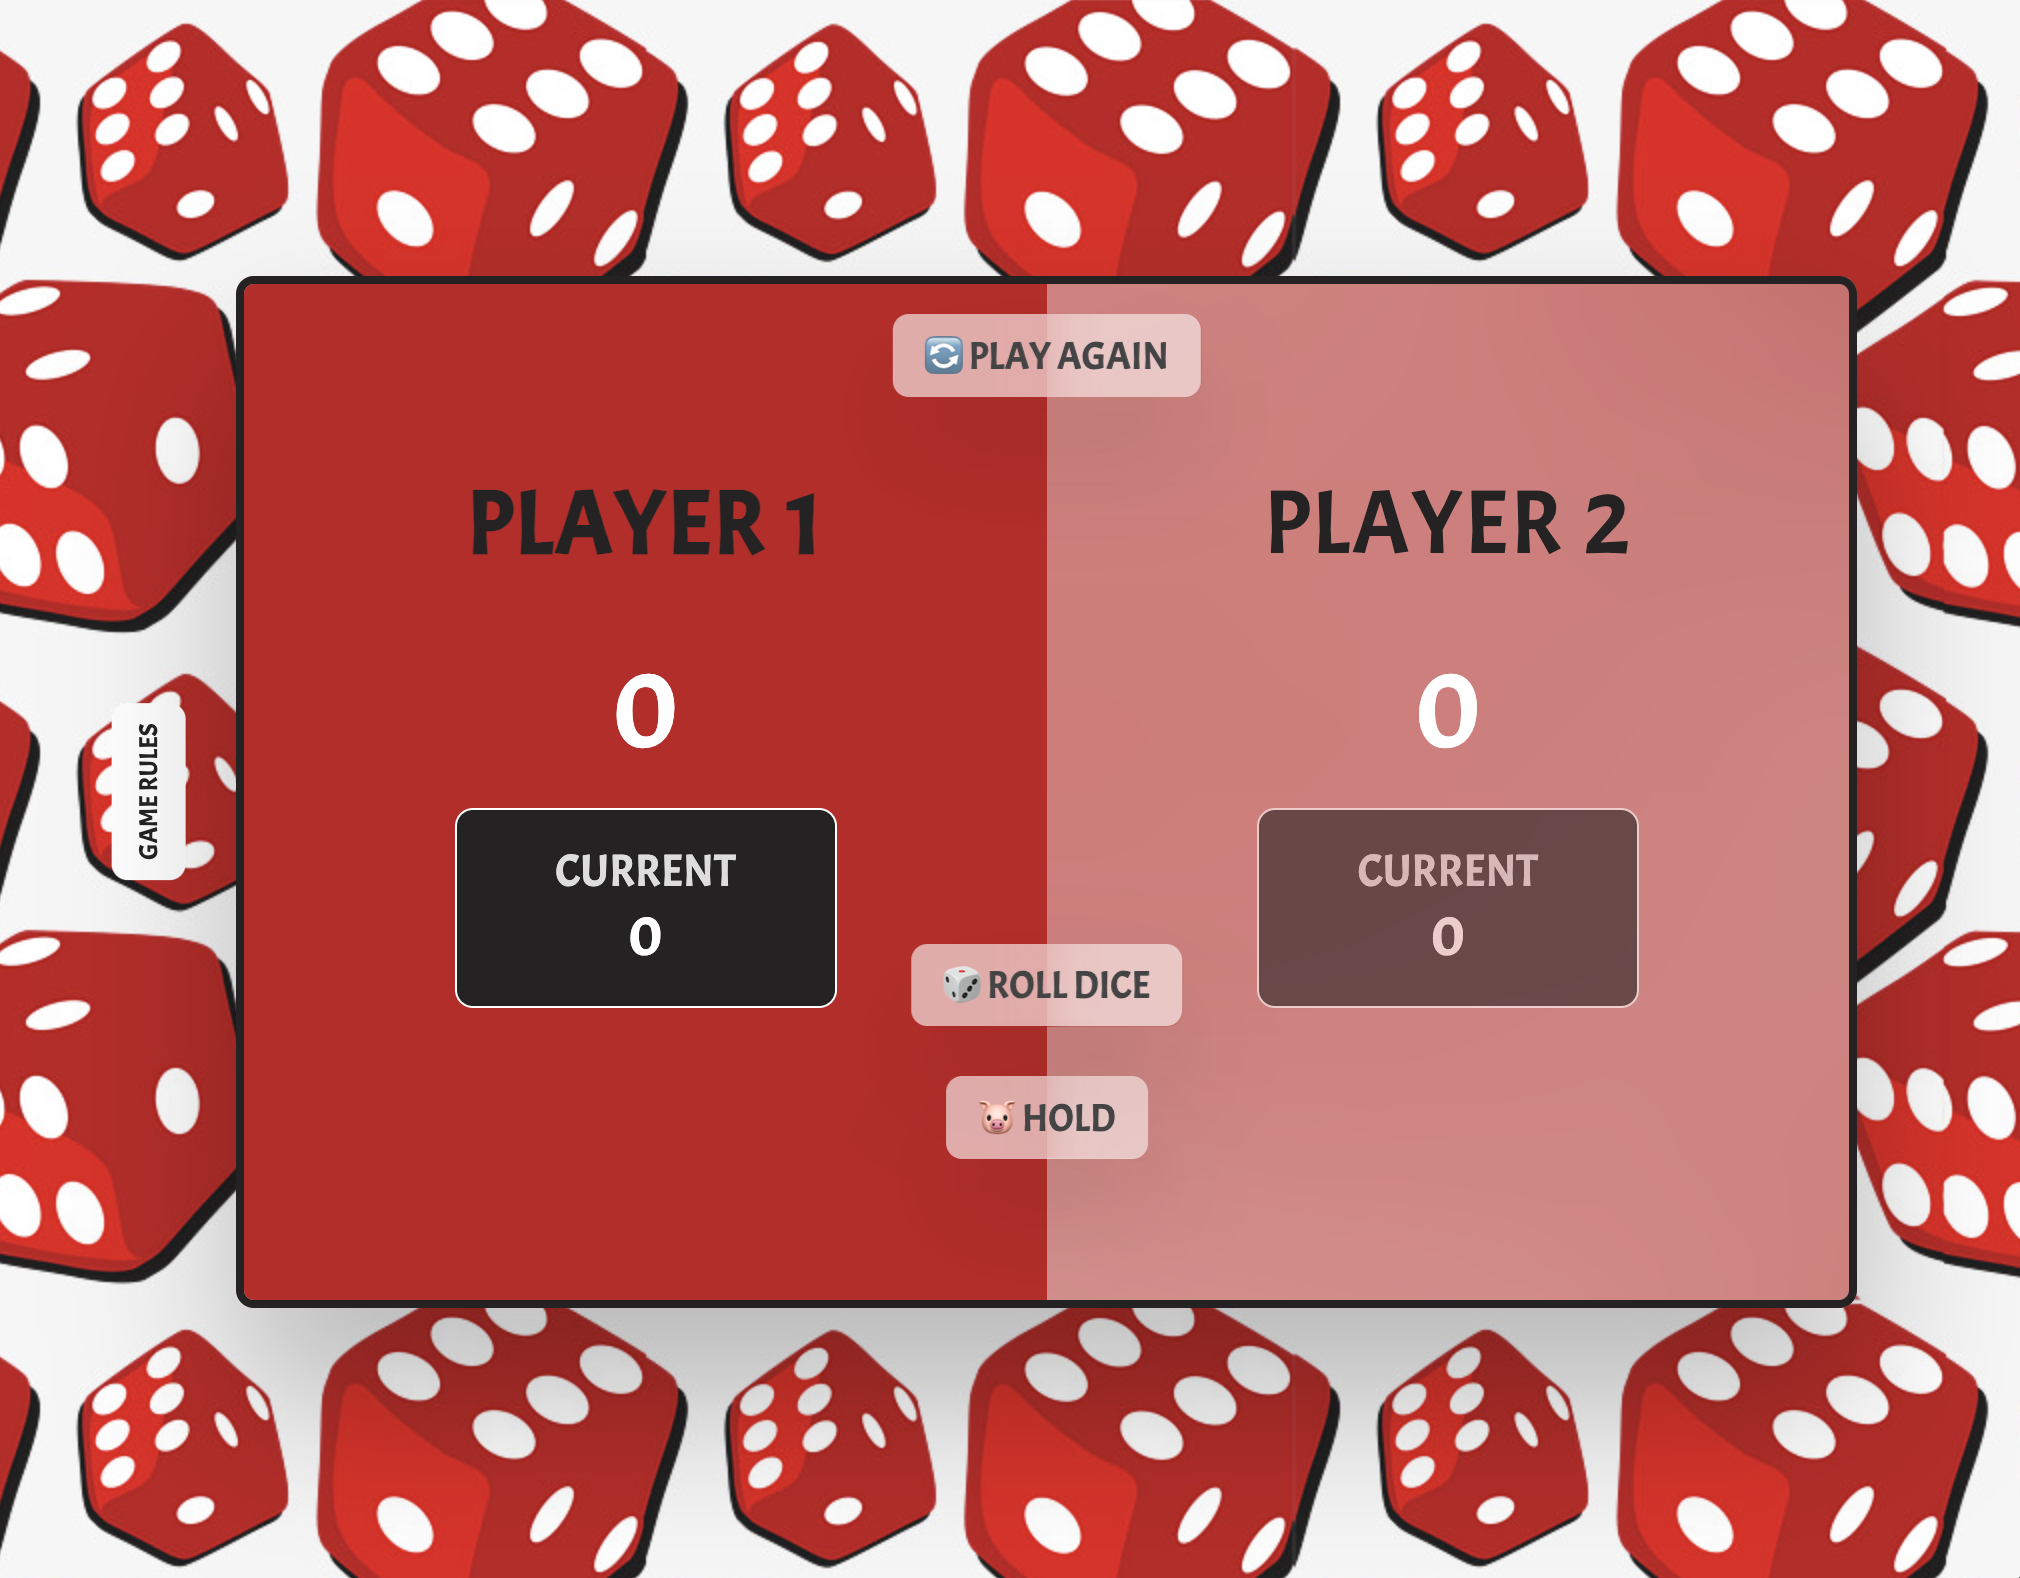 PLAY AGAIN
PLAYER 1
PLAYER 2
0
0
GAME RULES
CURRENT
0
CURRENT
0
ROLL DICE
HOLD